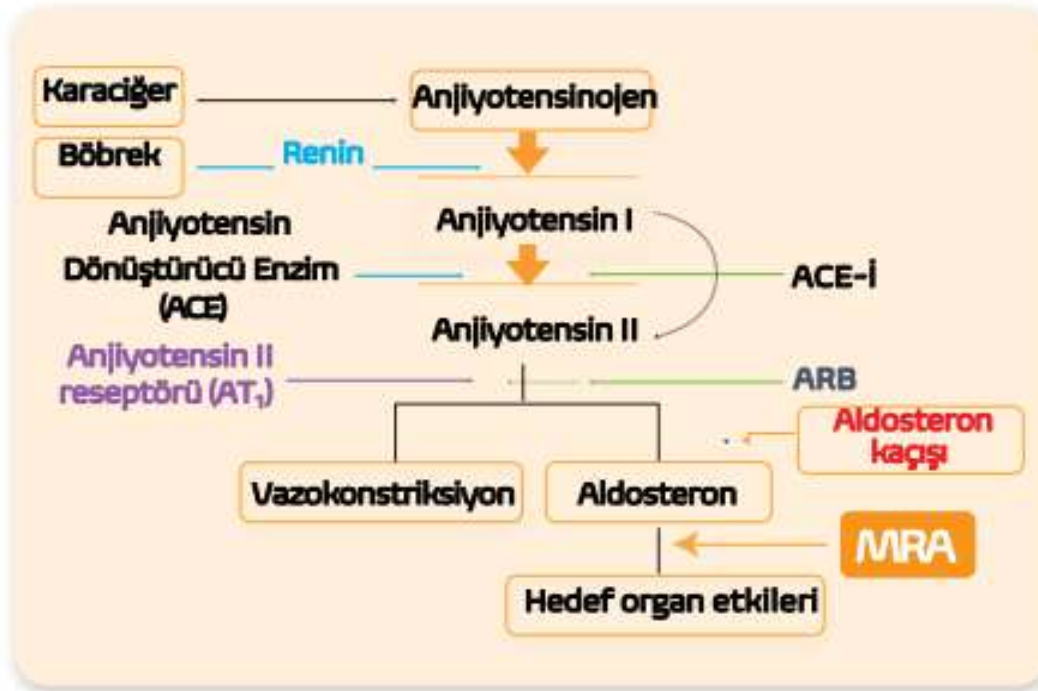 Karaciğer
Anjiyotensinojen
Böbrek
Renin
Anjiyotensin I
Anjiyotensin
Dönüştürücü Enzim
(ACE)
ACE-İ
Anjiyotensin II
Anjiyotensin II
reseptörü (AT₁)
ARB
Aldosteron
kaçışı
Vazokonstriksiyon
Aldosteron
MRA
Hedef organ etkileri